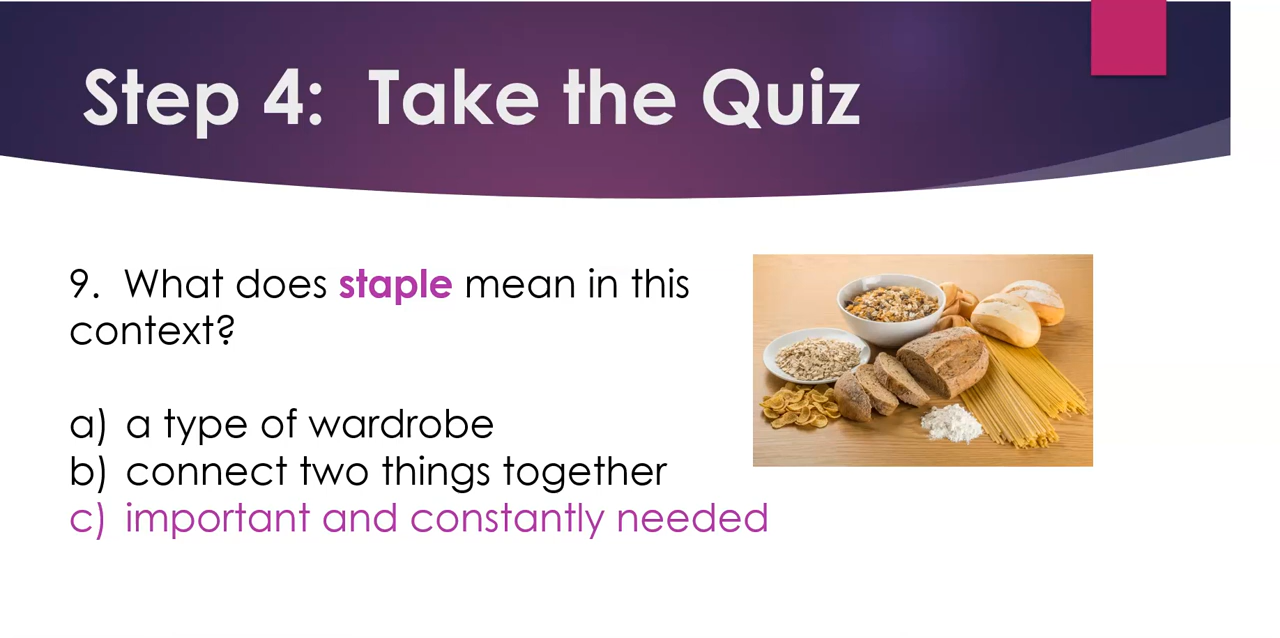 Step 4: Take the Quiz
9. What does staple mean in this
context?
a) a type of wardrobe
b) connect two things together
c) important and constantly needed